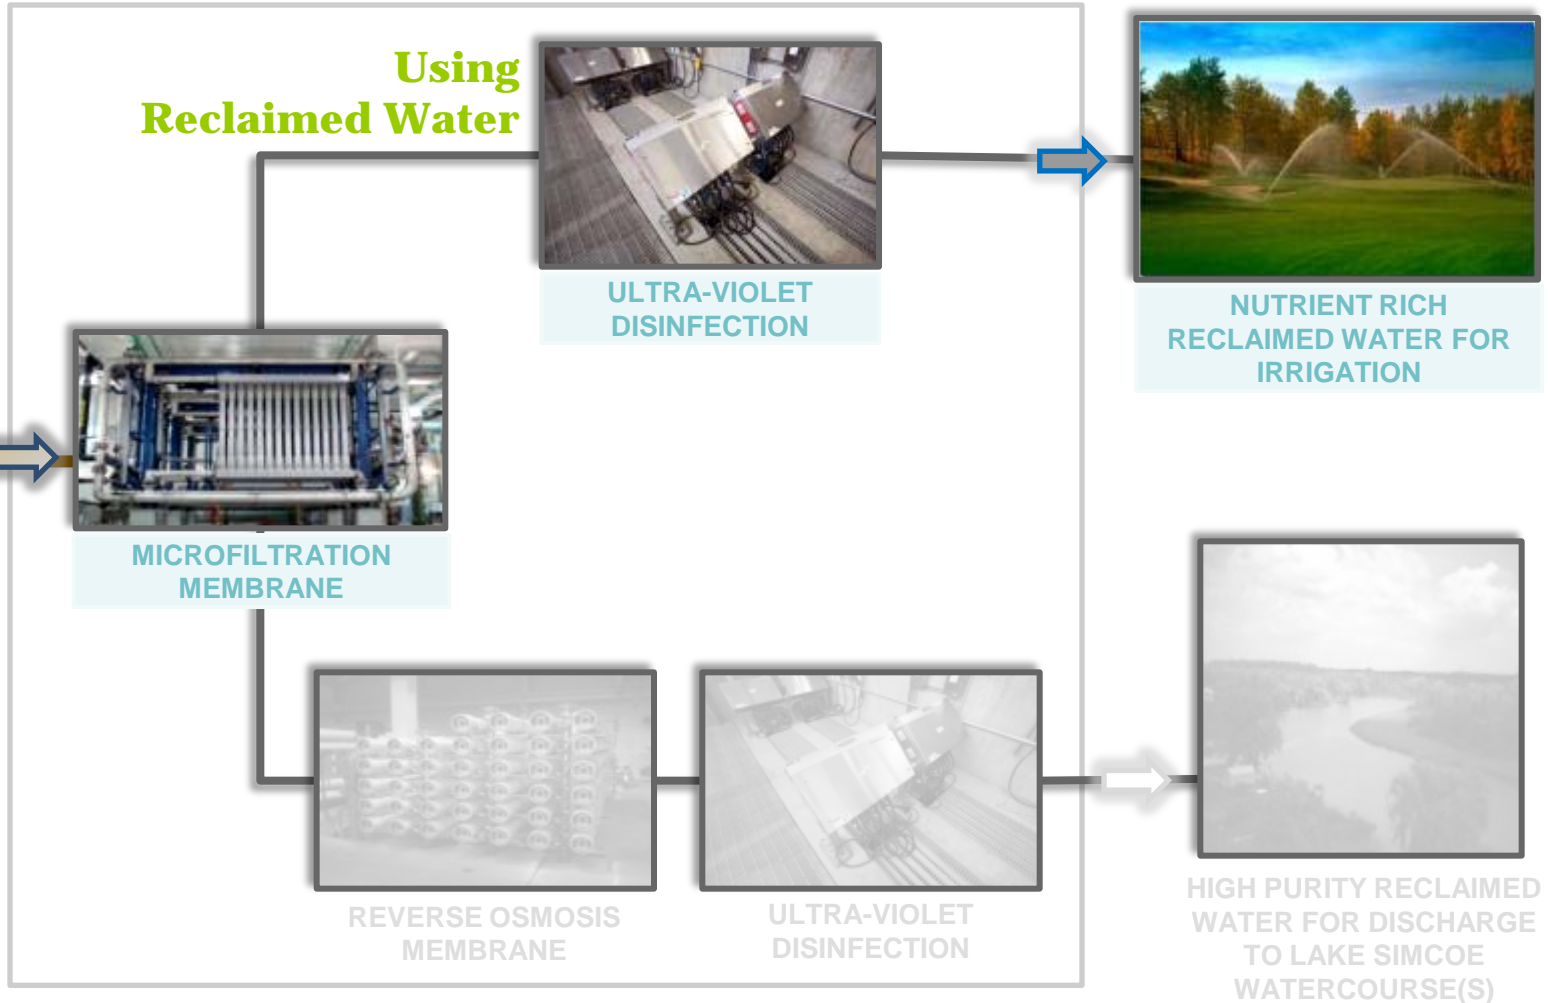 Using
Reclaimed Water
ULTRA-VIOLET
DISINFECTION
NUTRIENT RICH
RECLAIMED WATER FOR
IRRIGATION
MICROFILTRATION
MEMBRANE
REVERSE OSMOSIS
MEMBRANE
ULTRA-VIOLET
DISINFECTION
HIGH PURITY RECLAIMED
WATER FOR DISCHARGE
TO LAKE SIMCOE
WATERCOURSE(S)